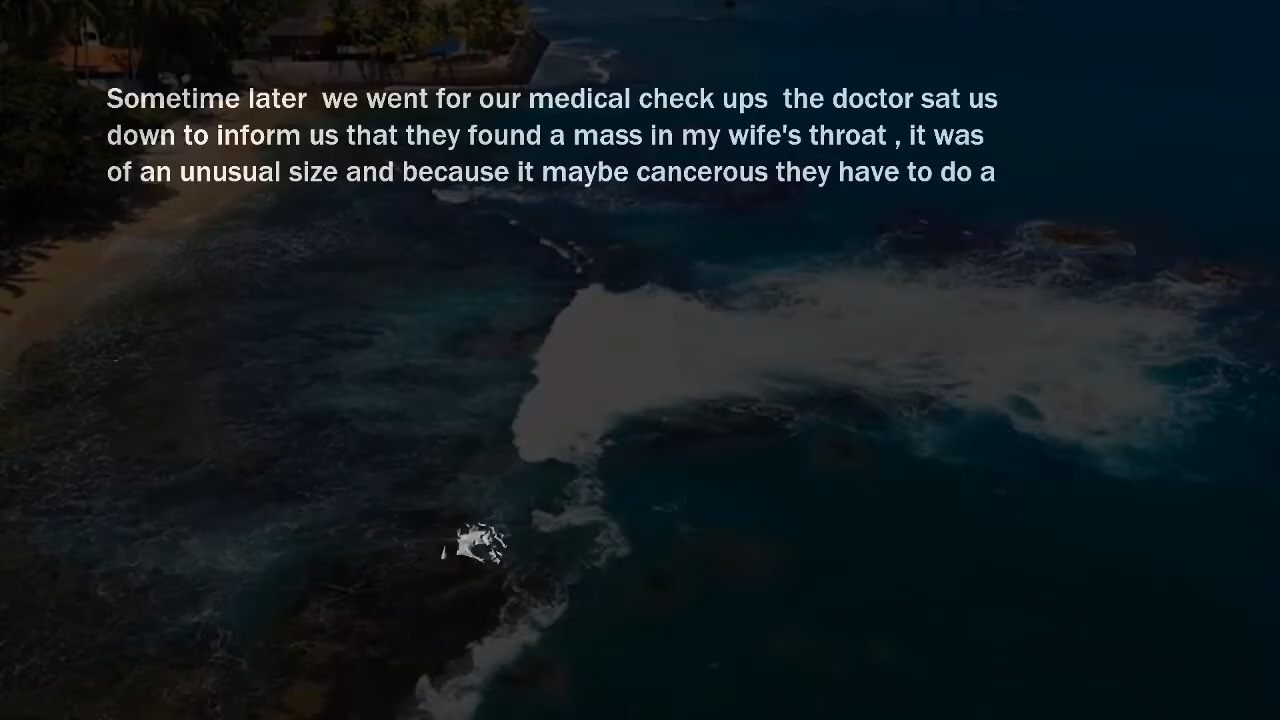 Sometime later  we went for our medical check ups  the doctor sat us
down to inform us that they found a mass in my wife's throat , it was
of an unusual size and because it maybe cancerous they have to do a